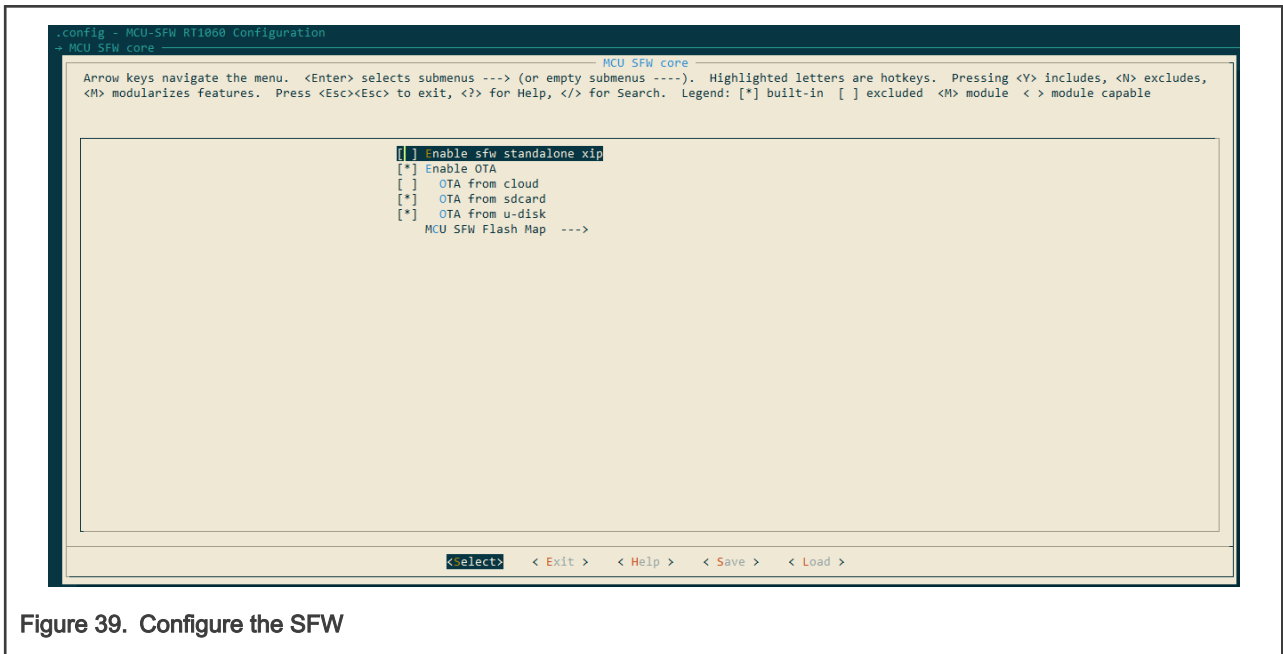 .config - MCU-SFW RT1060 Configuration
→ MCU SFW core
MCU SFW core
Arrow keys navigate the menu.  <Enter> selects submenus ---> (or empty submenus ----).  Highlighted letters are hotkeys.  Pressing <Y> includes, <N> excludes,
<M> modularizes features.  Press <Esc><Esc> to exit, <?> for Help, </> for Search.  Legend: [*] built-in  [ ] excluded  <M> module  < > module capable
[ ] Enable sfw standalone xip
[*] Enable OTA
[ ]   OTA from cloud
[*]   OTA from sdcard
[*]   OTA from u-disk
MCU SFW Flash Map  --->
<Select>    < Exit >    < Help >    < Save >    < Load >
Figure 39.  Configure the SFW